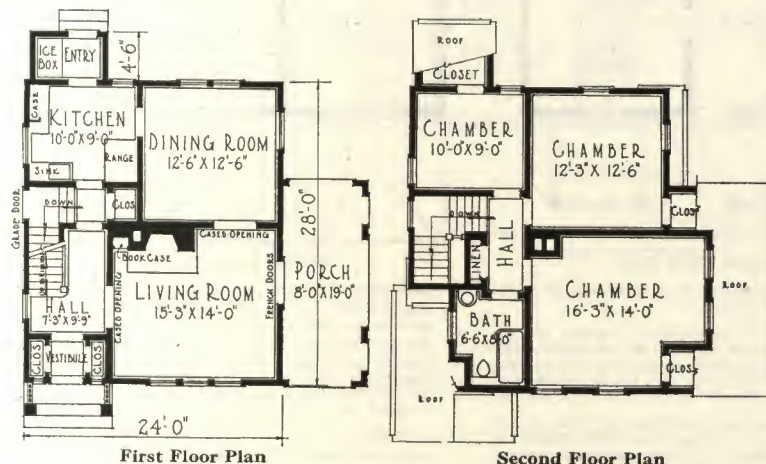 ICE
BOX
ENTRY
4'-6"
CASE
KITCHEN
10'-0"X9'-0"
RANGE
SINK
DINING ROOM
12'-6"X12'-6"
GRADE DOOR
DOWN
CLOS
CASED OPENING
BOOK CASE
LIVING ROOM
15'-3"X14'-0"
CASED OPENING
HALL
7'-3"X9'-9"
FRENCH DOORS
28'-0"
PORCH
8'-0"X19'-0"
CLOS
VESTIBULE
CLOS
24'-0"
First Floor Plan
ROOF
CLOSET
CHAMBER
10'-0"X9'-0"
CHAMBER
12'-3"X12'-6"
DOWN
HALL
LINEN
CLOS
CHAMBER
16'-3"X14'-0"
ROOF
BATH
6'-6"X8'-0"
CLOS
ROOF
Second Floor Plan